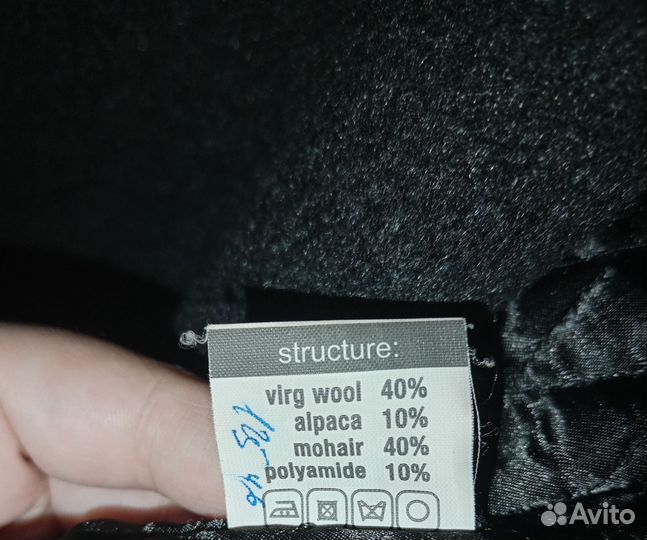 structure:
virg wool 40%
alpaca 10%
mohair 40%
polyamide 10%
Avito